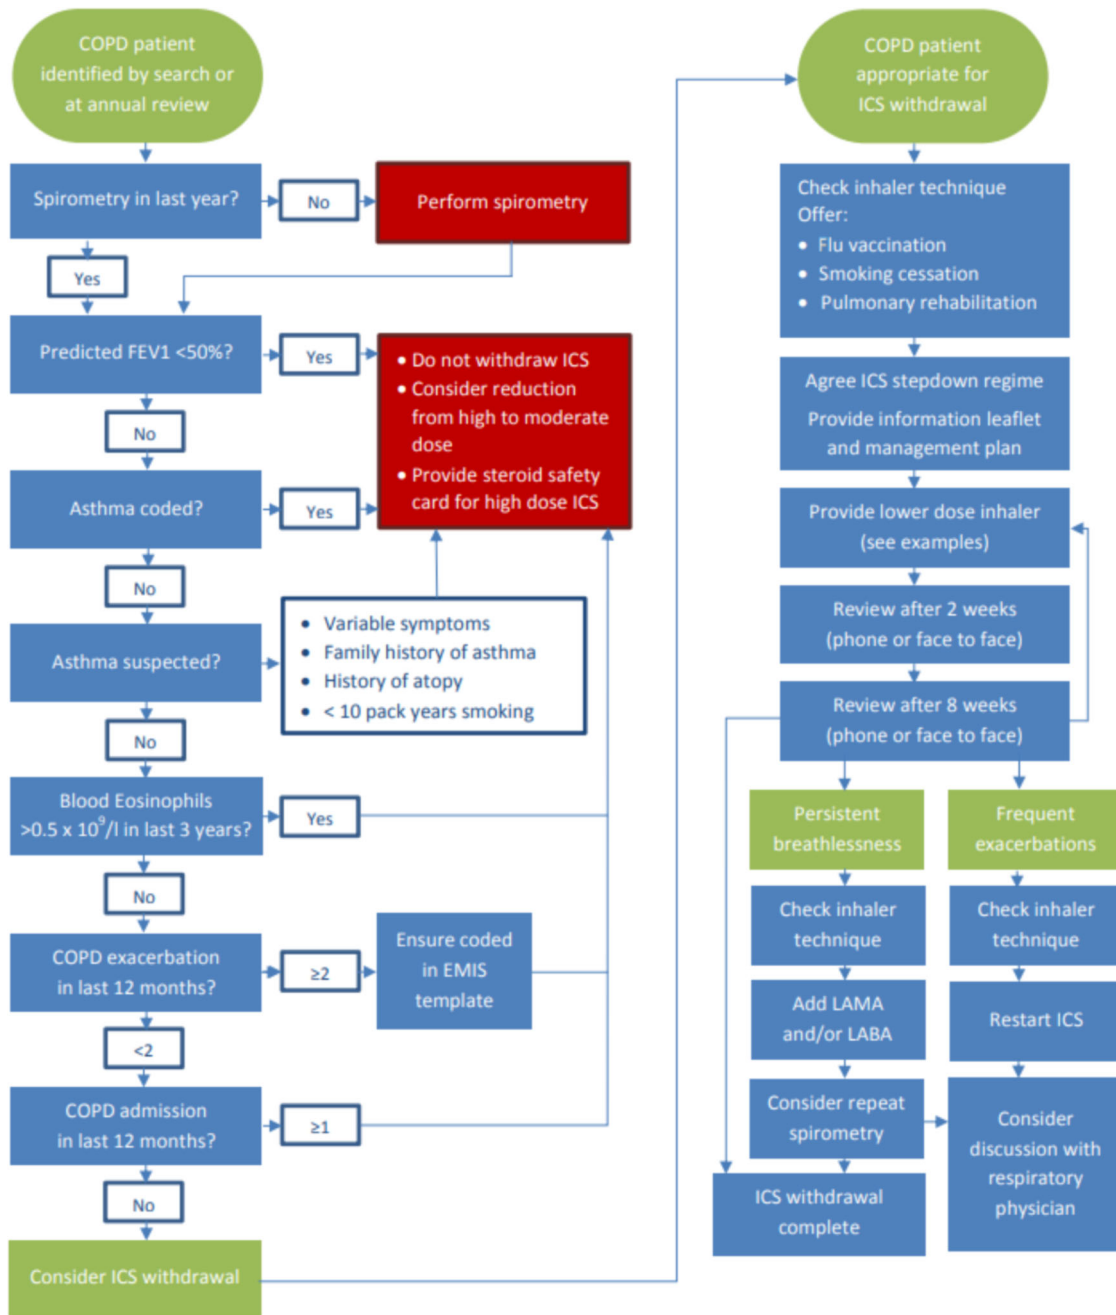 COPD patient
identified by search or
at annual review
Spirometry in last year?
No
Perform spirometry
Yes
Predicted FEV1 <50%?
Yes
• Do not withdraw ICS
• Consider reduction
from high to moderate
dose
• Provide steroid safety
card for high dose ICS
No
Asthma coded?
Yes
No
Asthma suspected?
• Variable symptoms
• Family history of asthma
• History of atopy
• < 10 pack years smoking
No
Blood Eosinophils
>0.5 x 10⁹/l in last 3 years?
Yes
No
COPD exacerbation
in last 12 months?
≥2
Ensure coded
in EMIS
template
<2
COPD admission
in last 12 months?
≥1
No
Consider ICS withdrawal
COPD patient
appropriate for
ICS withdrawal
Check inhaler technique
Offer:
• Flu vaccination
• Smoking cessation
• Pulmonary rehabilitation
Agree ICS stepdown regime
Provide information leaflet
and management plan
Provide lower dose inhaler
(see examples)
Review after 2 weeks
(phone or face to face)
Review after 8 weeks
(phone or face to face)
Persistent
breathlessness
Check inhaler
technique
Add LAMA
and/or LABA
Consider repeat
spirometry
ICS withdrawal
complete
Frequent
exacerbations
Check inhaler
technique
Restart ICS
Consider
discussion with
respiratory
physician